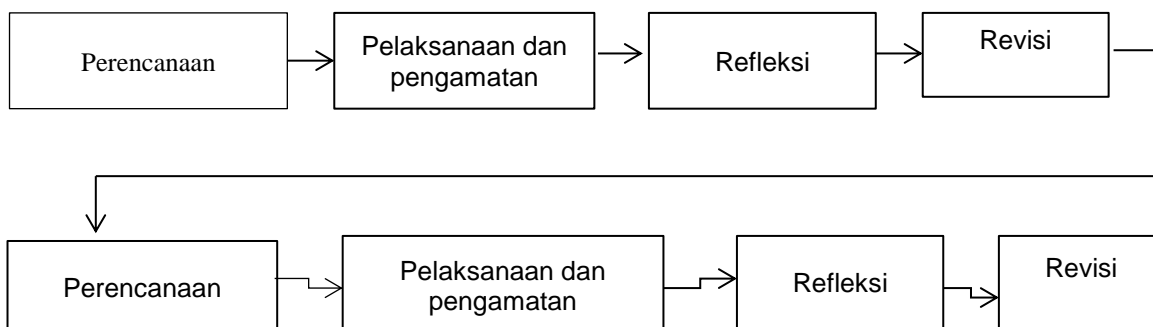 Perencanaan
Pelaksanaan dan
pengamatan
Refleksi
Revisi
Perencanaan
Pelaksanaan dan
pengamatan
Refleksi
Revisi